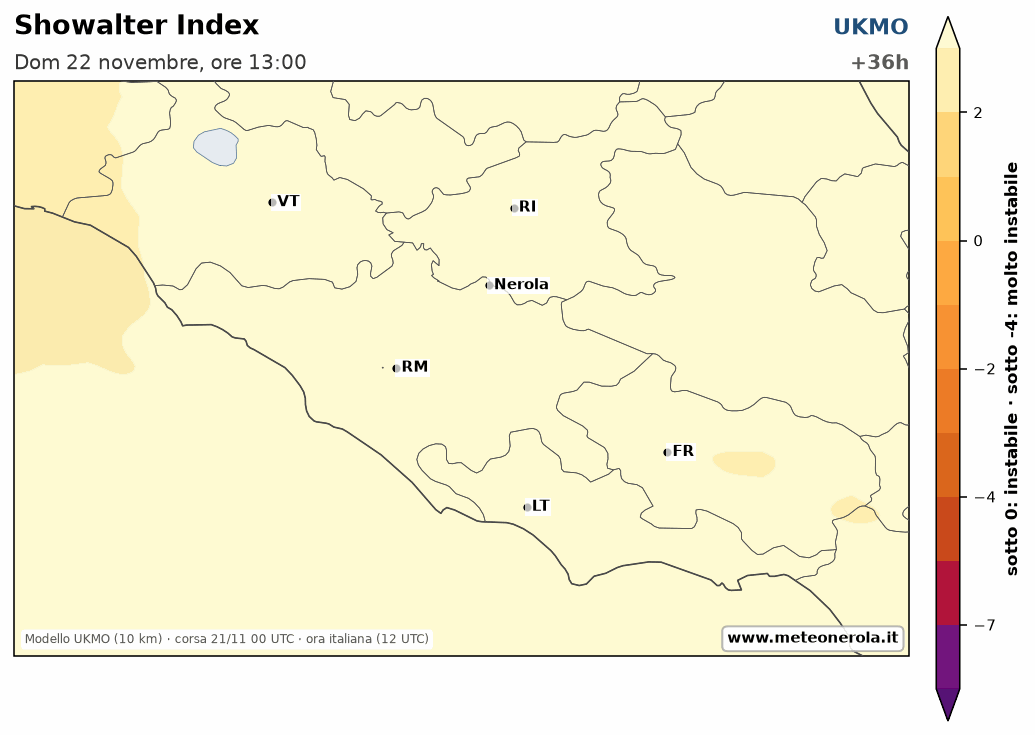 Showalter Index
UKMO
Dom 22 novembre, ore 13:00
+36h
VT
RI
Nerola
RM
FR
LT
Modello UKMO (10 km) · corsa 21/11 00 UTC · ora italiana (12 UTC)
www.meteonerola.it
2
0
−2
−4
−7
sotto 0: instabile · sotto -4: molto instabile